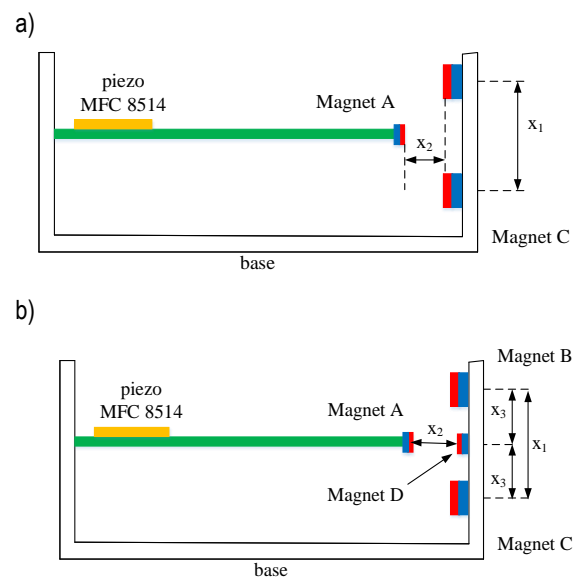 a)
piezo
MFC 8514
Magnet A
x2
x1
Magnet C
base
b)
Magnet B
piezo
MFC 8514
Magnet A
x2
x3
x1
x3
Magnet D
Magnet C
base